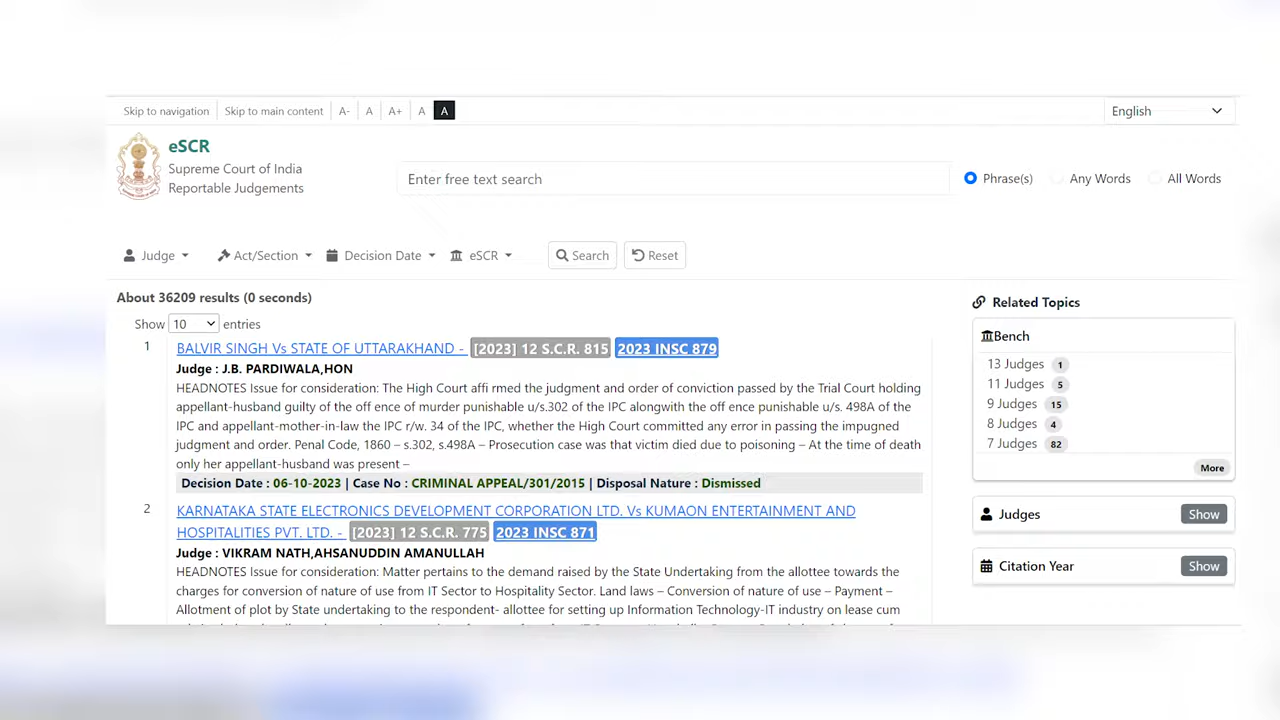 Skip to navigation Skip to main content A- A A+ A A English
eSCR
Supreme Court of India
Reportable Judgements
Enter free text search Phrase(s) Any Words All Words
Judge Act/Section Decision Date eSCR Search Reset
About 36209 results (0 seconds)
Show 10 entries
1 BALVIR SINGH Vs STATE OF UTTARAKHAND - [2023] 12 S.C.R. 815 2023 INSC 879
Judge : J.B. PARDIWALA,HON
HEADNOTES Issue for consideration: The High Court affi rmed the judgment and order of conviction passed by the Trial Court holding
appellant-husband guilty of the off ence of murder punishable u/s.302 of the IPC alongwith the off ence punishable u/s. 498A of the
IPC and appellant-mother-in-law the IPC r/w. 34 of the IPC, whether the High Court committed any error in passing the impugned
judgment and order. Penal Code, 1860 – s.302, s.498A – Prosecution case was that victim died due to poisoning – At the time of death
only her appellant-husband was present –
Decision Date : 06-10-2023 | Case No : CRIMINAL APPEAL/301/2015 | Disposal Nature : Dismissed
2 KARNATAKA STATE ELECTRONICS DEVELOPMENT CORPORATION LTD. Vs KUMAON ENTERTAINMENT AND
HOSPITALITIES PVT. LTD. - [2023] 12 S.C.R. 775 2023 INSC 871
Judge : VIKRAM NATH,AHSANUDDIN AMANULLAH
HEADNOTES Issue for consideration: Matter pertains to the demand raised by the State Undertaking from the allottee towards the
charges for conversion of nature of use from IT Sector to Hospitality Sector. Land laws – Conversion of nature of use – Payment –
Allotment of plot by State undertaking to the respondent- allottee for setting up Information Technology-IT industry on lease cum
Related Topics
Bench
13 Judges 1
11 Judges 5
9 Judges 15
8 Judges 4
7 Judges 82
More
Judges Show
Citation Year Show